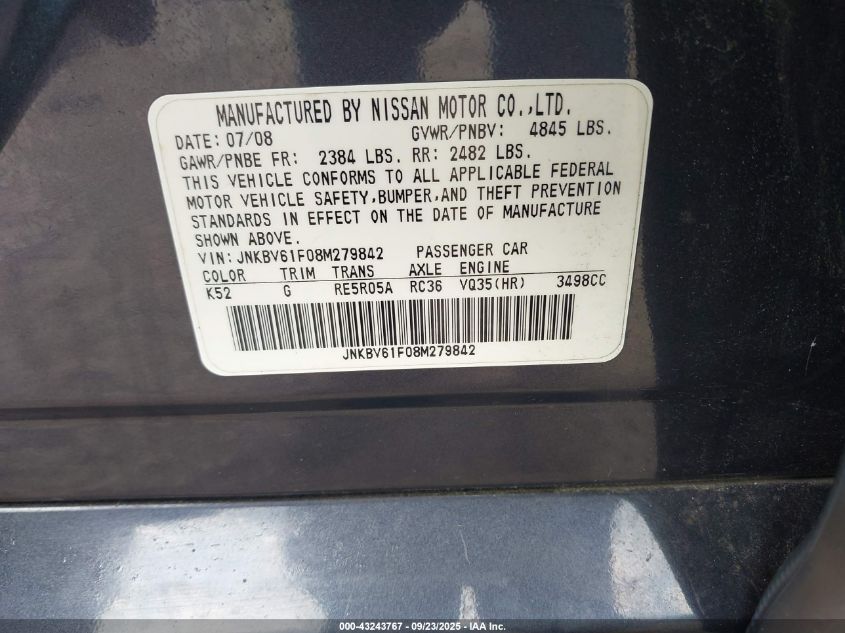 MANUFACTURED BY NISSAN MOTOR CO.,LTD.
DATE: 07/08 GVWR/PNBV: 4845 LBS.
GAWR/PNBE FR: 2384 LBS. RR: 2482 LBS.
THIS VEHICLE CONFORMS TO ALL APPLICABLE FEDERAL
MOTOR VEHICLE SAFETY,BUMPER,AND THEFT PREVENTION
STANDARDS IN EFFECT ON THE DATE OF MANUFACTURE
SHOWN ABOVE.
VIN: JNKBV61F08M279842 PASSENGER CAR
COLOR TRIM TRANS AXLE ENGINE
K52 G RE5R05A RC36 VQ35(HR) 3498CC
JNKBV61F08M279842
000-43243767 - 09/23/2025 - IAA Inc.